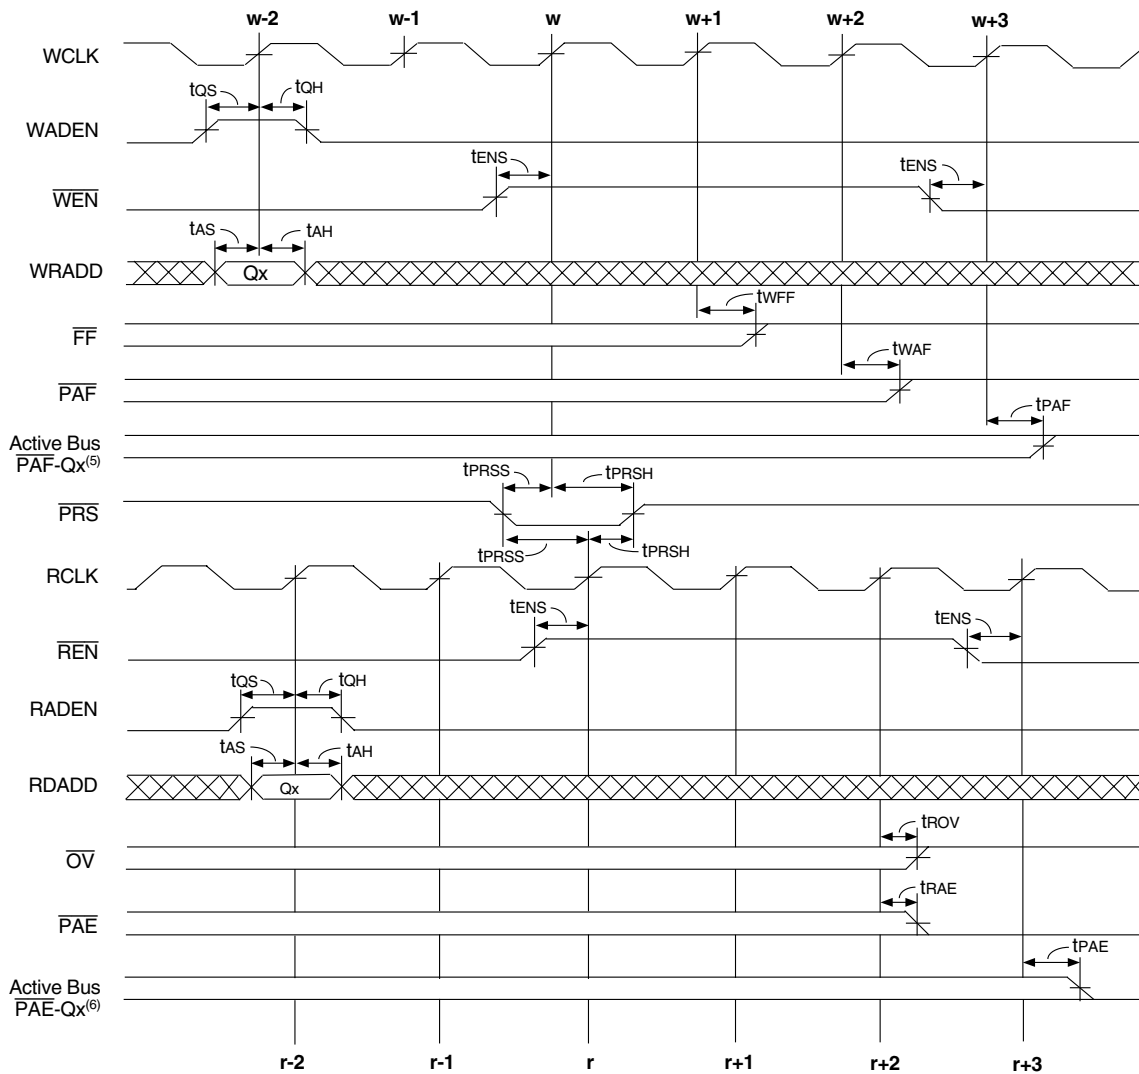 w-2 w-1 w w+1 w+2 w+3
WCLK
tQS tQH
WADEN
tENS tENS
WEN
tAS tAH
WRADD Qx
tWFF
FF
tWAF
PAF
tPAF
Active Bus
PAF-Qx(5)
tPRSS tPRSH
PRS
tPRSS tPRSH
RCLK
tENS tENS
REN
tQS tQH
RADEN
tAS tAH
RDADD Qx
tROV
OV
tRAE
PAE
tPAE
Active Bus
PAE-Qx(6)
r-2 r-1 r r+1 r+2 r+3